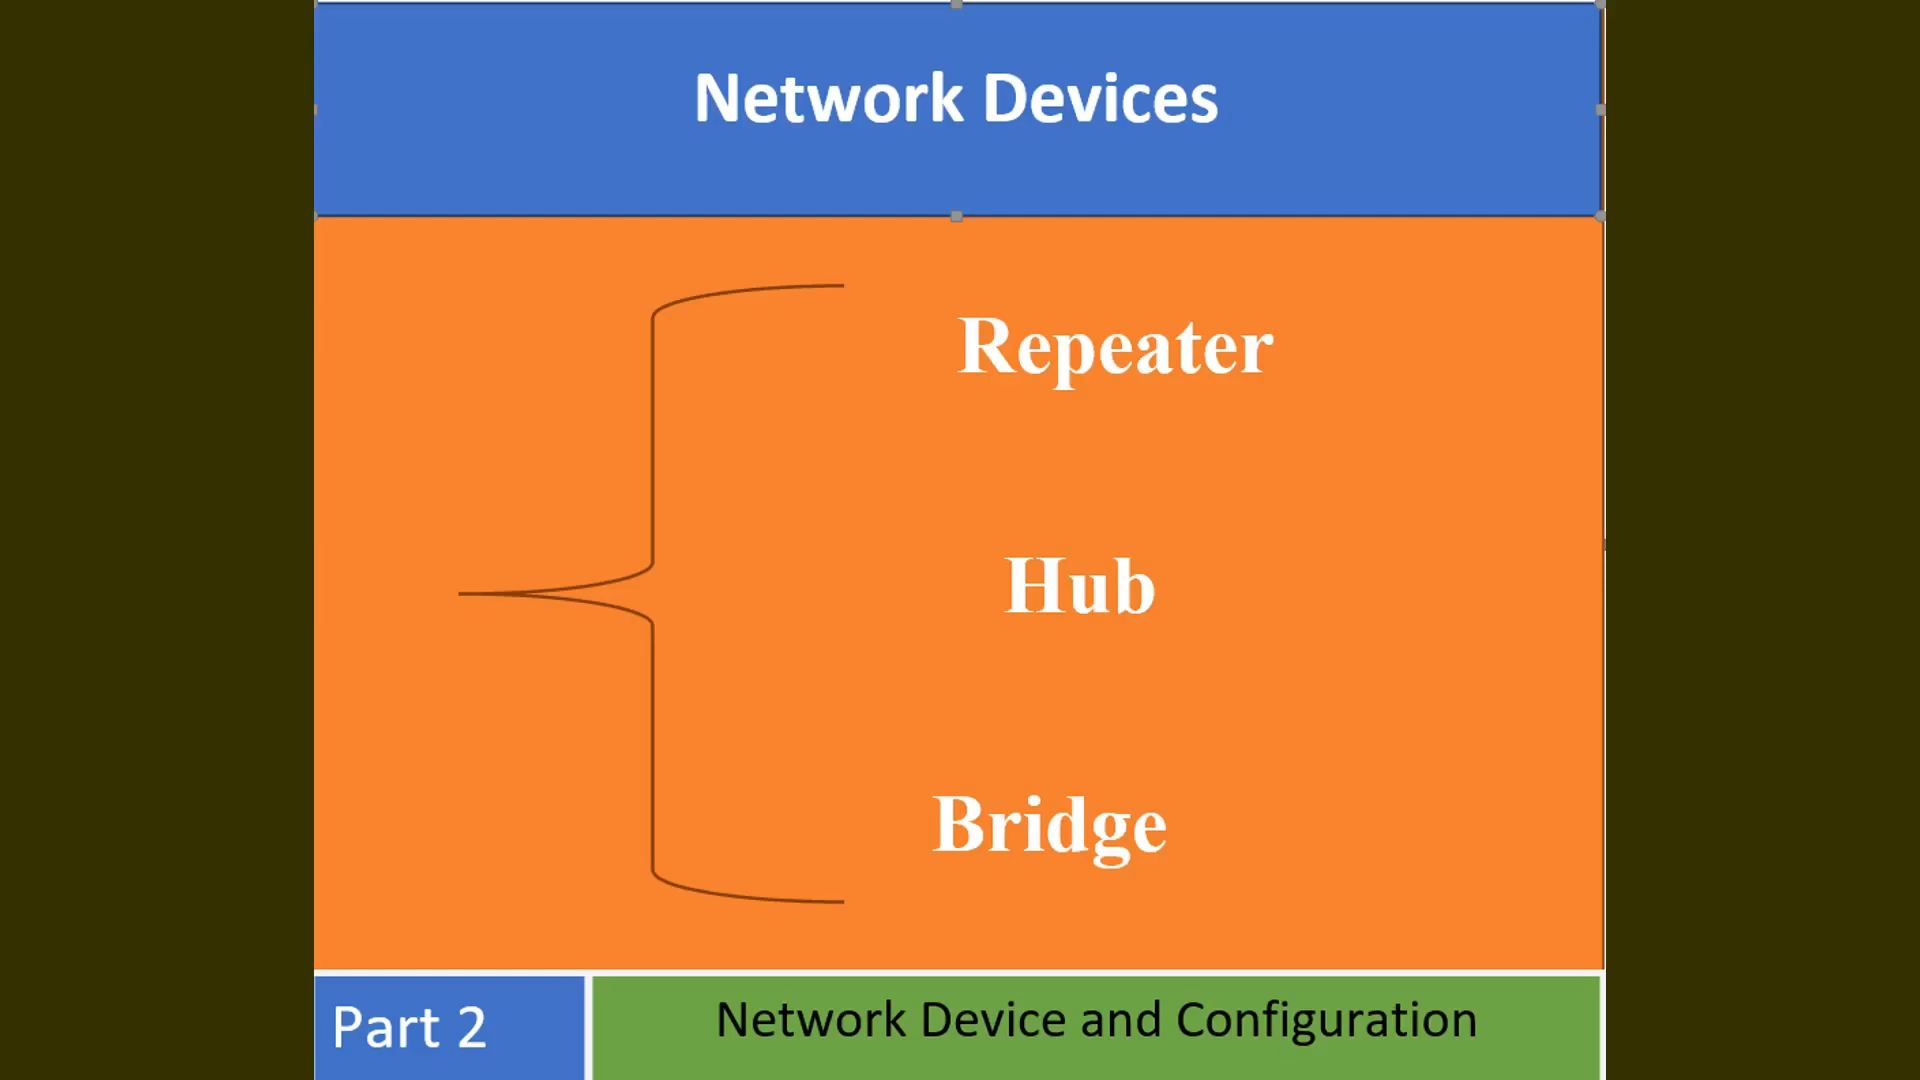 Network Devices
Repeater
Hub
Bridge
Part 2
Network Device and Configuration